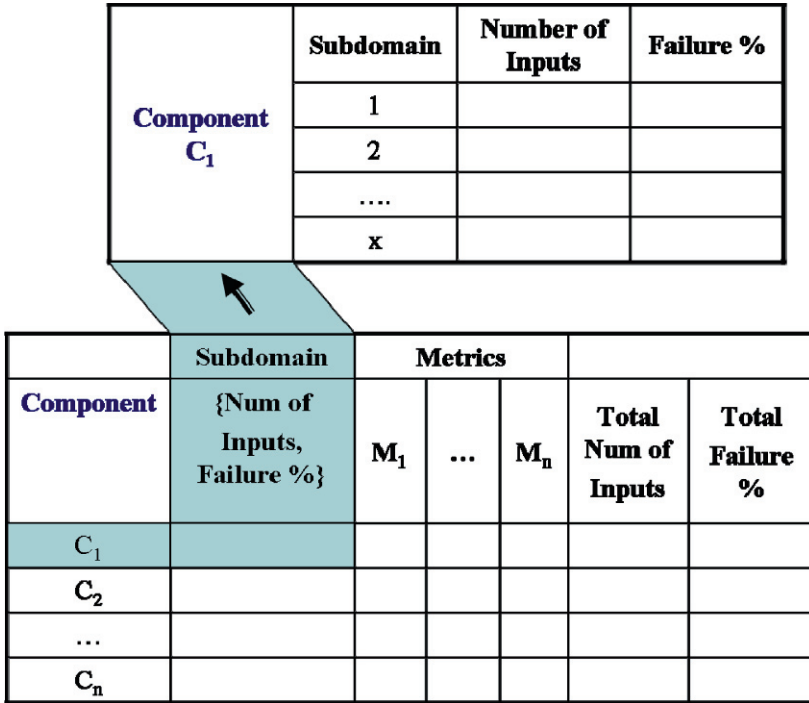 Subdomain Number of Inputs Failure %
Component C₁
1
2
....
x
Subdomain Metrics
Component {Num of Inputs, Failure %} M₁ ... Mₙ Total Num of Inputs Total Failure %
C₁
C₂
...
Cₙ